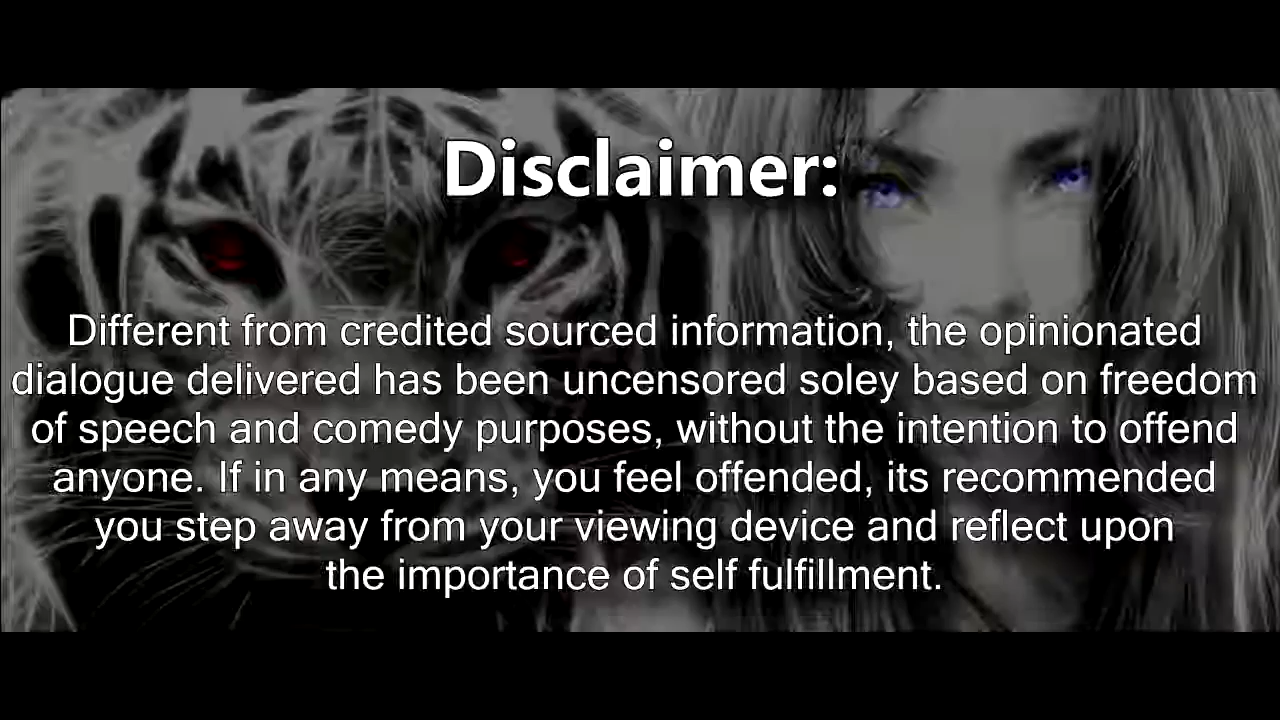 Disclaimer:
Different from credited sourced information, the opinionated
dialogue delivered has been uncensored soley based on freedom
of speech and comedy purposes, without the intention to offend
anyone. If in any means, you feel offended, its recommended
you step away from your viewing device and reflect upon
the importance of self fulfillment.